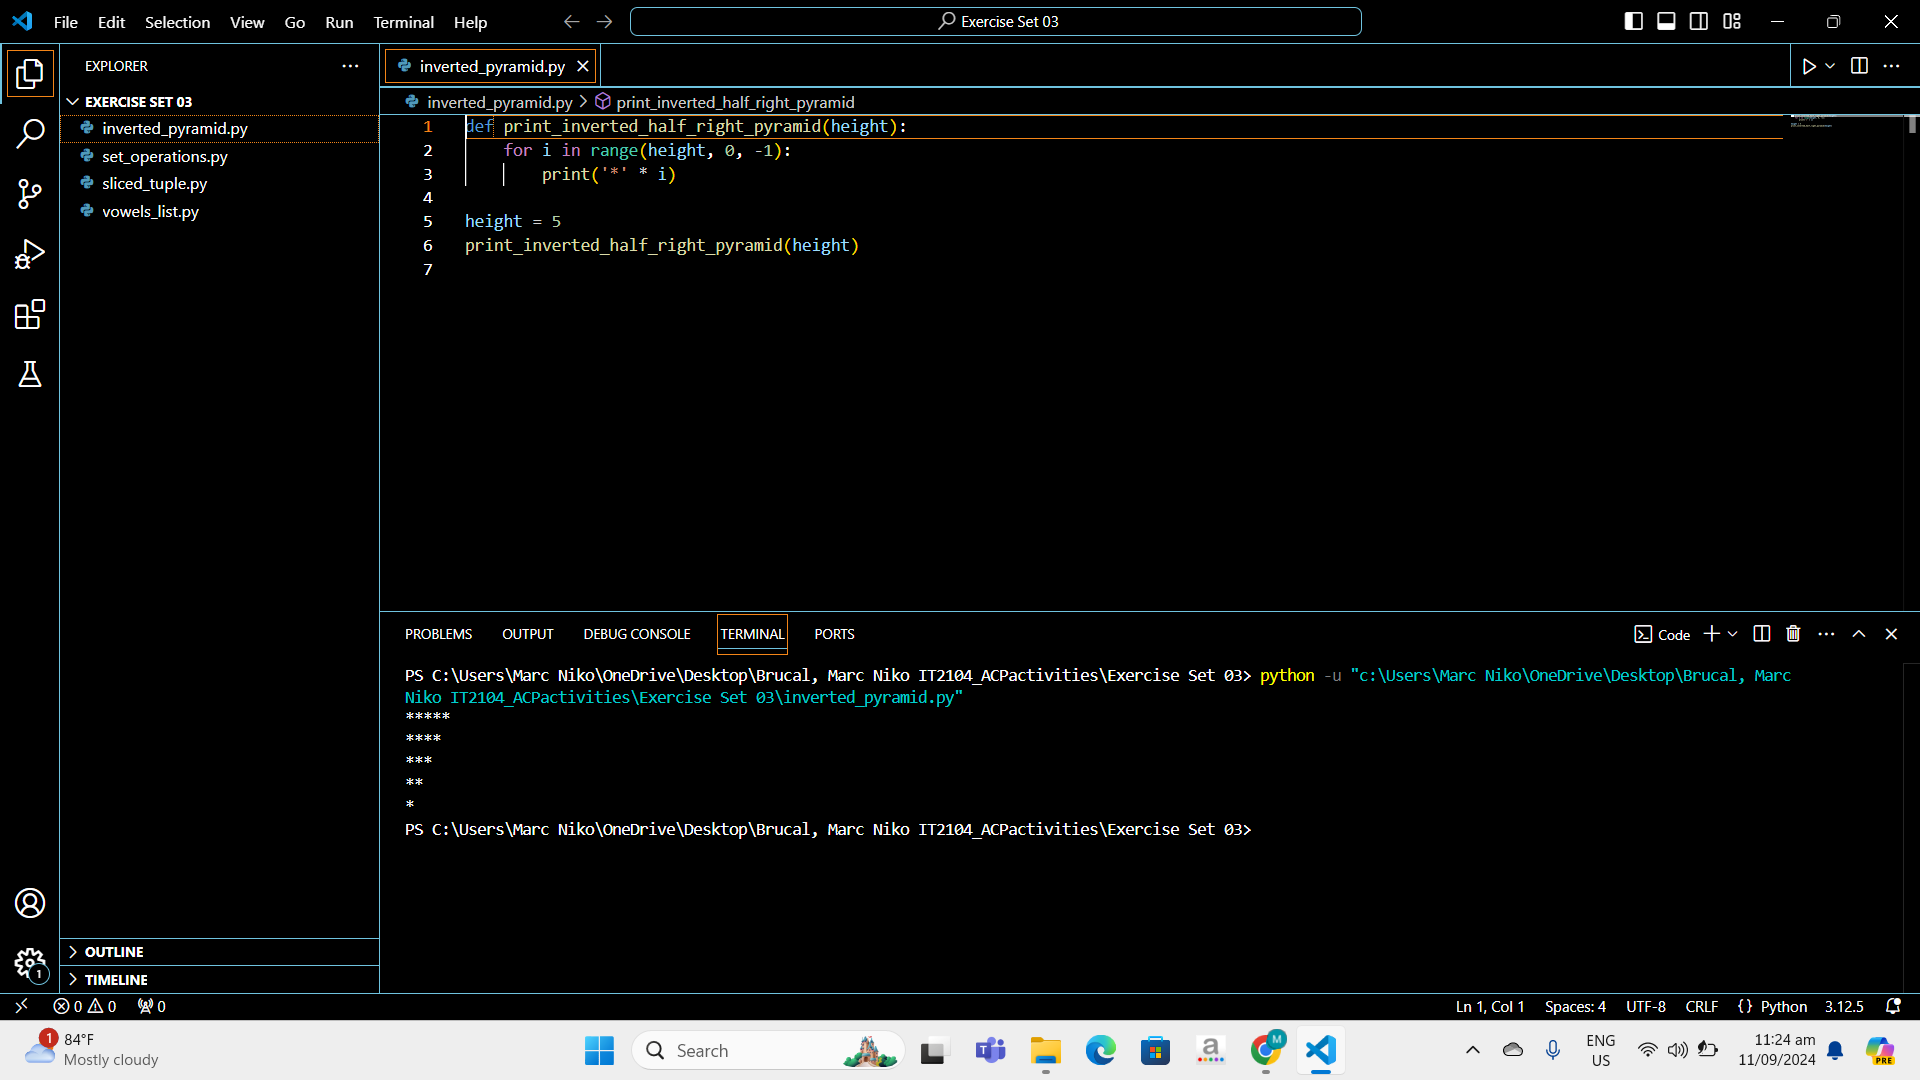 File Edit Selection View Go Run Terminal Help Exercise Set 03
EXPLORER
EXERCISE SET 03
inverted_pyramid.py
set_operations.py
sliced_tuple.py
vowels_list.py
OUTLINE
TIMELINE
inverted_pyramid.py
inverted_pyramid.py > print_inverted_half_right_pyramid
1 def print_inverted_half_right_pyramid(height):
2     for i in range(height, 0, -1):
3         print('*' * i)
4
5 height = 5
6 print_inverted_half_right_pyramid(height)
7
PROBLEMS OUTPUT DEBUG CONSOLE TERMINAL PORTS Code
PS C:\Users\Marc Niko\OneDrive\Desktop\Brucal, Marc Niko IT2104_ACPactivities\Exercise Set 03> python -u "c:\Users\Marc Niko\OneDrive\Desktop\Brucal, Marc
Niko IT2104_ACPactivities\Exercise Set 03\inverted_pyramid.py"
*****
****
***
**
*
PS C:\Users\Marc Niko\OneDrive\Desktop\Brucal, Marc Niko IT2104_ACPactivities\Exercise Set 03>
1
0 0 0 Ln 1, Col 1 Spaces: 4 UTF-8 CRLF {} Python 3.12.5
1 84°F
Mostly cloudy
Search
a
M
ENG
US
11:24 am
11/09/2024
PRE